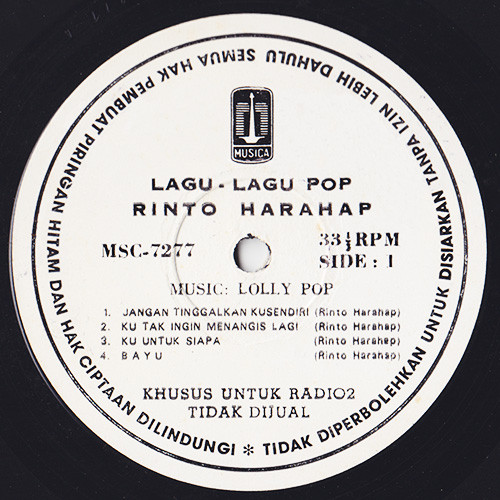 SEMUA HAK PEMBUAT PIRINGAN HITAM DAN HAK CIPTAAN DILINDUNGI * TIDAK DIPERBOLEHKAN UNTUK DISIARKAN TANPA IZIN LEBIH DAHULU
MUSICA
LAGU - LAGU POP
RINTO HARAHAP
MSC-7277
33⅓RPM
SIDE : 1
MUSIC: LOLLY POP
1. JANGAN TINGGALKAN KUSENDIRI (Rinto Harahap)
2. KU TAK INGIN MENANGIS LAGI (Rinto Harahap)
3. KU UNTUK SIAPA (Rinto Harahap)
4. BAYU (Rinto Harahap)
KHUSUS UNTUK RADIO2
TIDAK DIJUAL